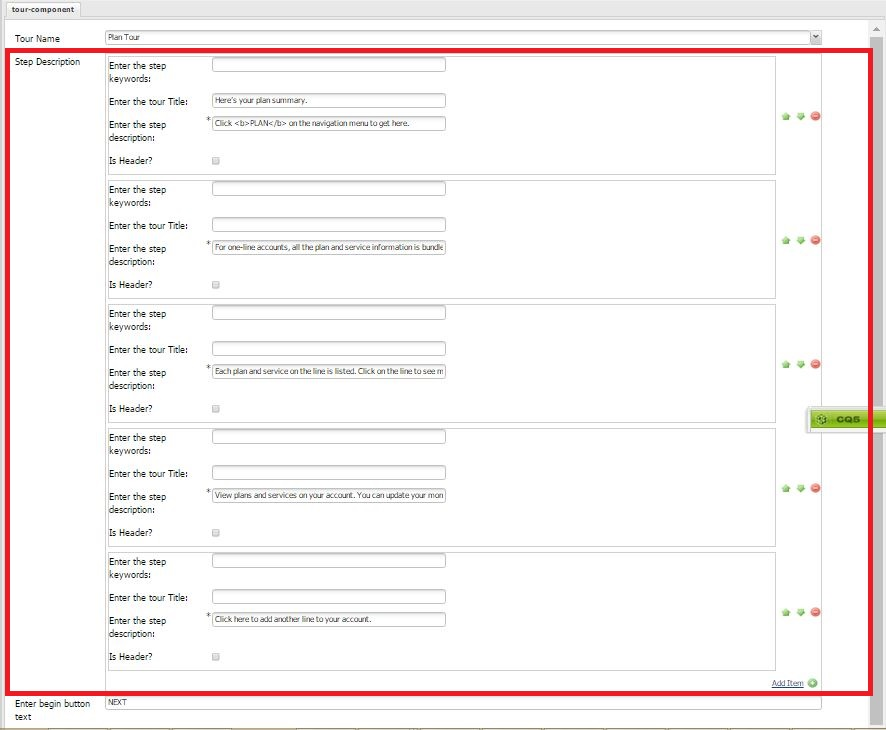 tour-component
Tour Name
Plan Tour
Step Description
Enter the step
keywords:
Enter the tour Title:
Here's your plan summary.
Enter the step
description:
* Click <b>PLAN</b> on the navigation menu to get here.
Is Header?
Enter the step
keywords:
Enter the tour Title:
Enter the step
description:
* For one-line accounts, all the plan and service information is bundle
Is Header?
Enter the step
keywords:
Enter the tour Title:
Enter the step
description:
* Each plan and service on the line is listed. Click on the line to see m
Is Header?
CQ5
Enter the step
keywords:
Enter the tour Title:
Enter the step
description:
* View plans and services on your account. You can update your mon
Is Header?
Enter the step
keywords:
Enter the tour Title:
Enter the step
description:
* Click here to add another line to your account.
Is Header?
Add Item
Enter begin button
text
NEXT